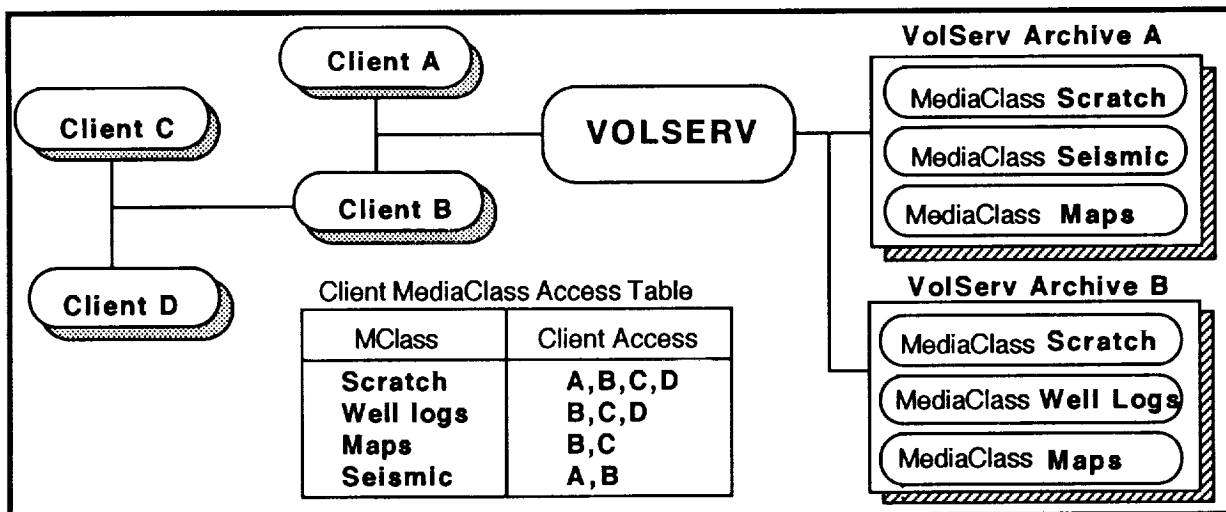 Client A
Client C
Client B
Client D
VOLSERV
VolServ Archive A
MediaClass Scratch
MediaClass Seismic
MediaClass Maps
VolServ Archive B
MediaClass Scratch
MediaClass Well Logs
MediaClass Maps
Client MediaClass Access Table
MClass Client Access
Scratch A,B,C,D
Well logs B,C,D
Maps B,C
Seismic A,B